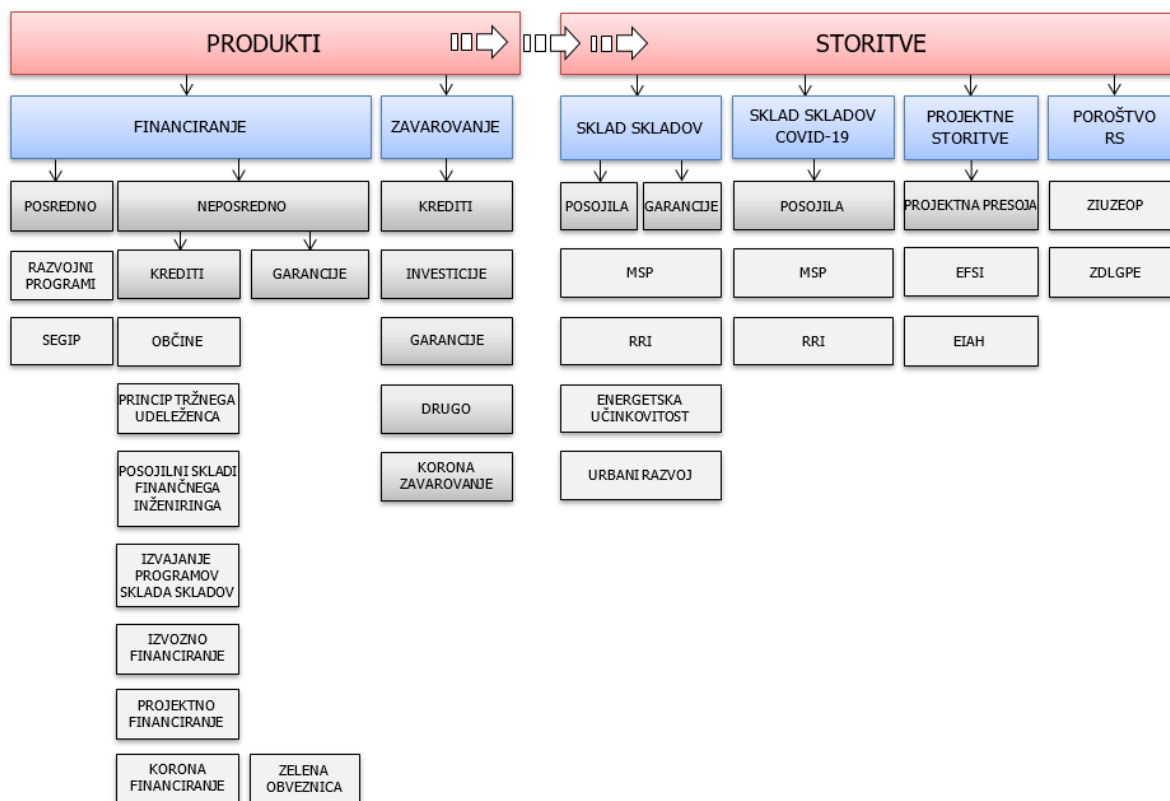 PRODUKTI
STORITVE
FINANCIRANJE
ZAVAROVANJE
SKLAD SKLADOV
SKLAD SKLADOV
COVID-19
PROJEKTNE
STORITVE
POROŠTVO
RS
POSREDNO
NEPOSREDNO
KREDITI
POSOJILA
GARANCIJE
POSOJILA
PROJEKTNA PRESOJA
ZIUZEOP
RAZVOJNI
PROGRAMI
KREDITI
GARANCIJE
INVESTICIJE
MSP
MSP
EFSI
ZDLGPE
SEGIP
OBČINE
GARANCIJE
RRI
RRI
EIAH
PRINCIP TRŽNEGA
UDELEŽENCA
DRUGO
ENERGETSKA
UČINKOVITOST
POSOJILNI SKLADI
FINANČNEGA
INŽENIRINGA
KORONA
ZAVAROVANJE
URBANI RAZVOJ
IZVAJANJE
PROGRAMOV
SKLADA SKLADOV
IZVOZNO
FINANCIRANJE
PROJEKTNO
FINANCIRANJE
KORONA
FINANCIRANJE
ZELENA
OBVEZNICA